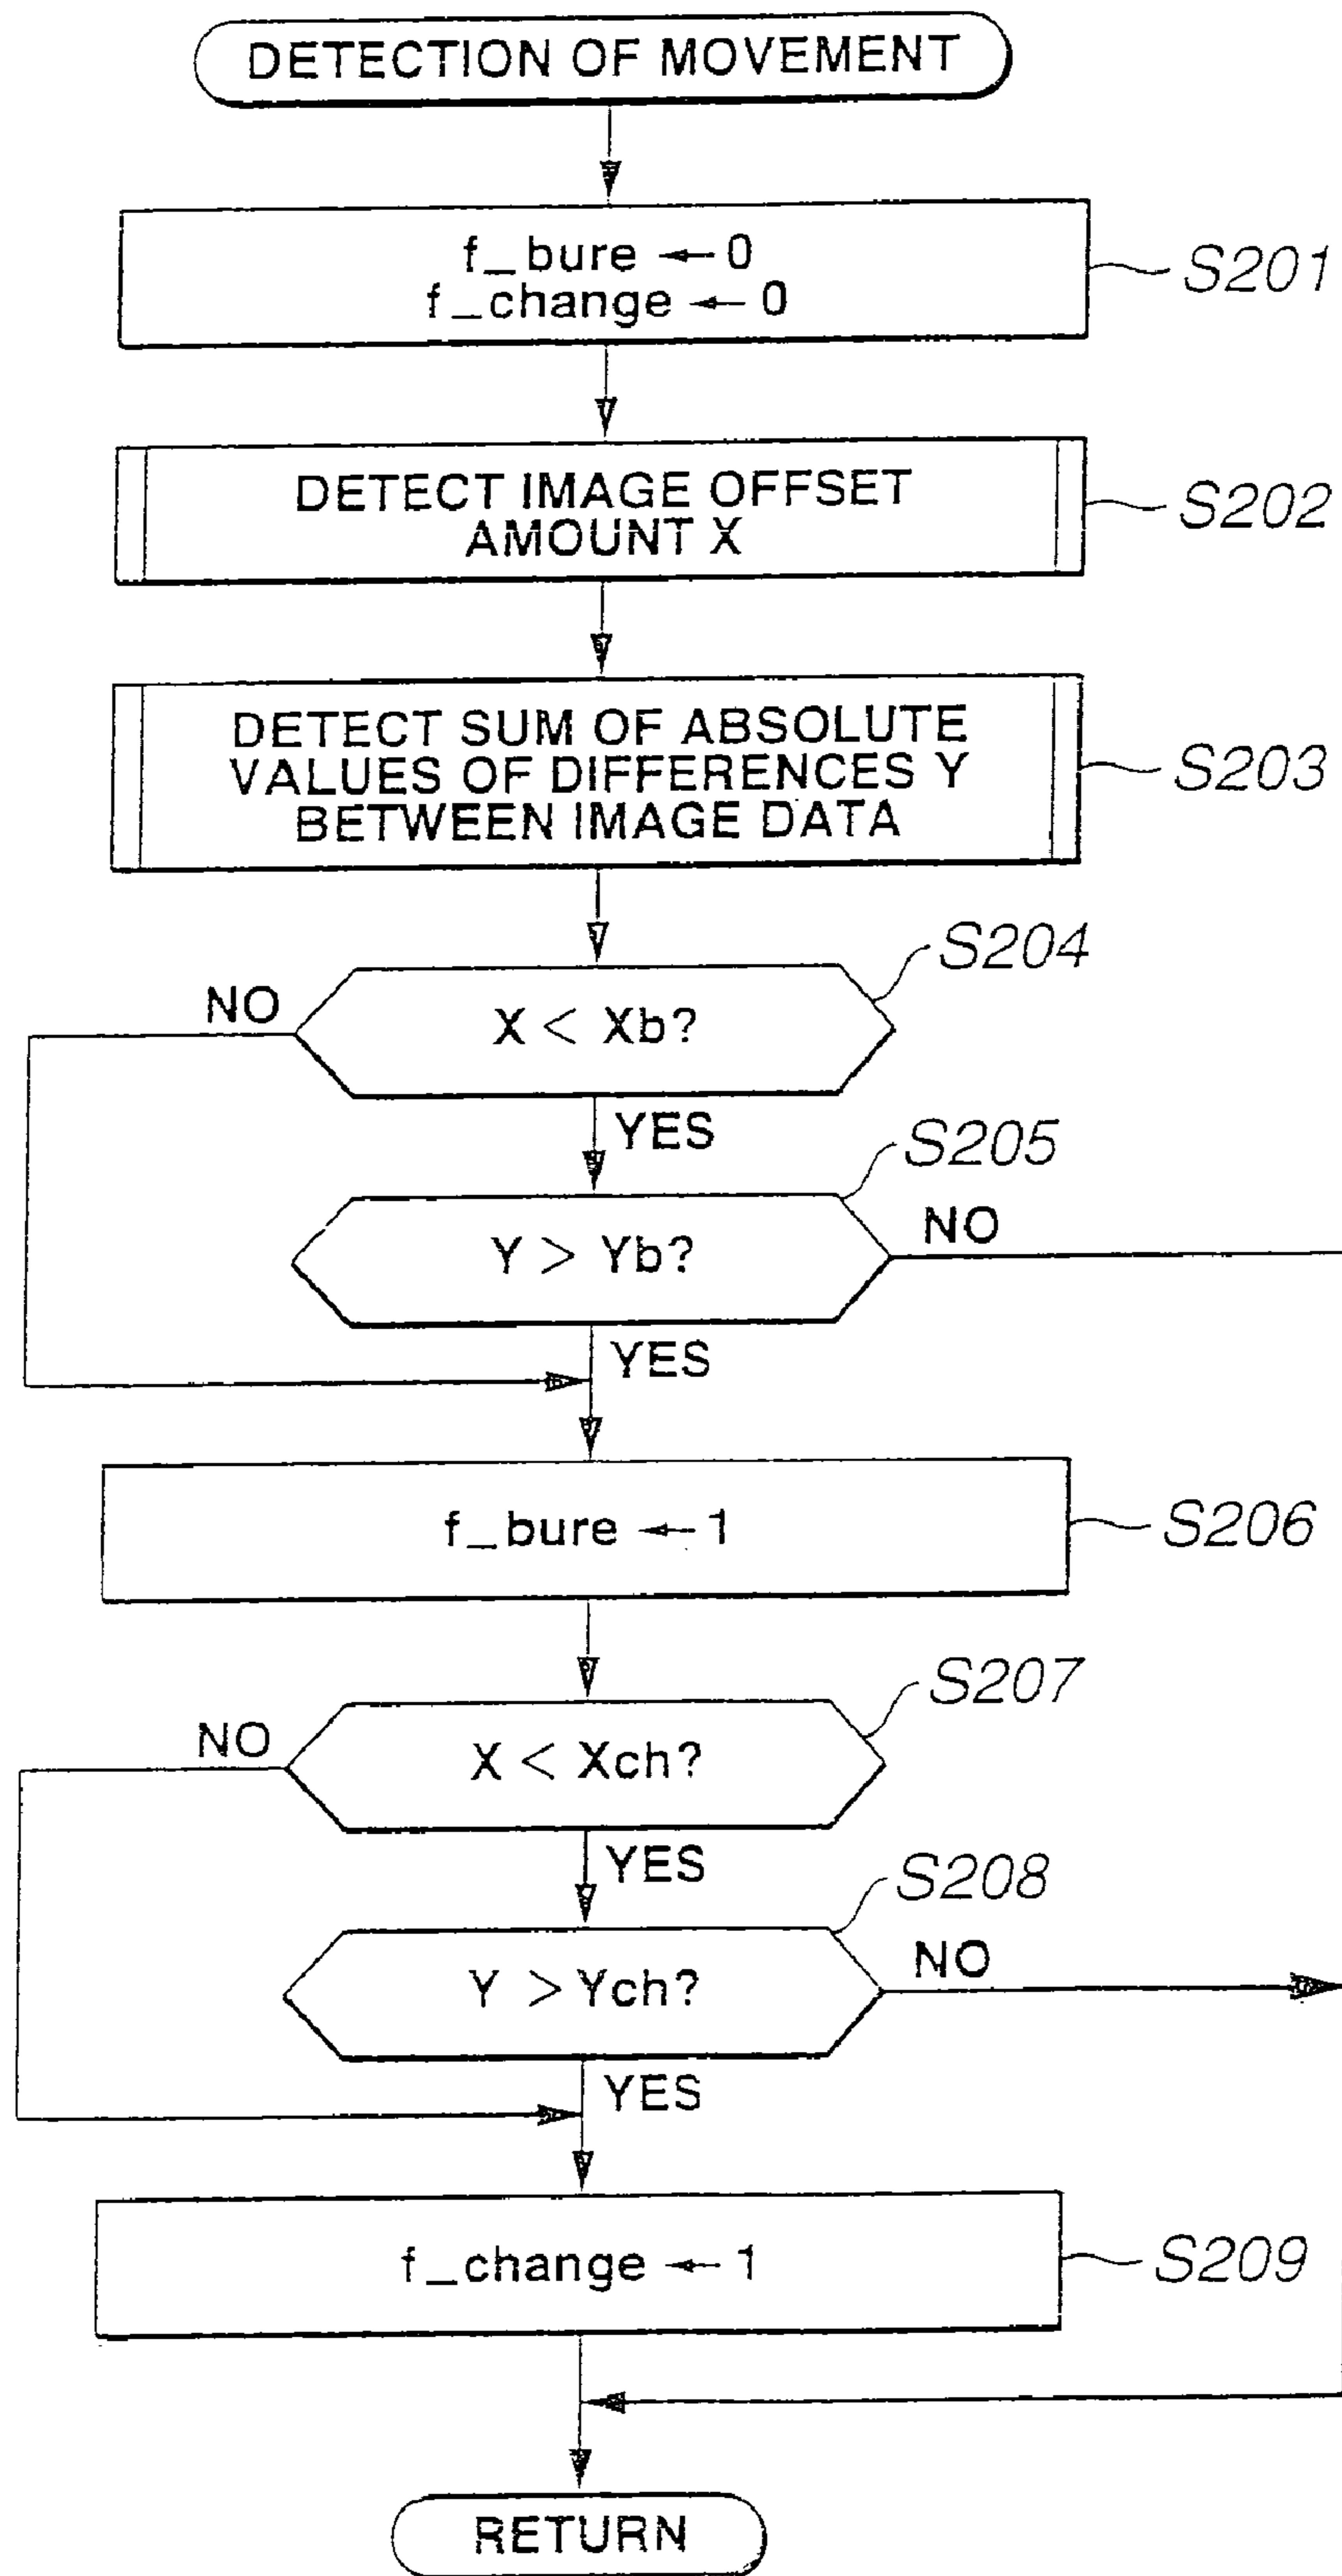 DETECTION OF MOVEMENT
f_bure ← 0
f_change ← 0
S201
DETECT IMAGE OFFSET
AMOUNT X
S202
DETECT SUM OF ABSOLUTE
VALUES OF DIFFERENCES Y
BETWEEN IMAGE DATA
S203
S204
NO
X < Xb?
YES
S205
NO
Y > Yb?
YES
f_bure ← 1
S206
S207
NO
X < Xch?
YES
S208
NO
Y > Ych?
YES
f_change ← 1
S209
RETURN